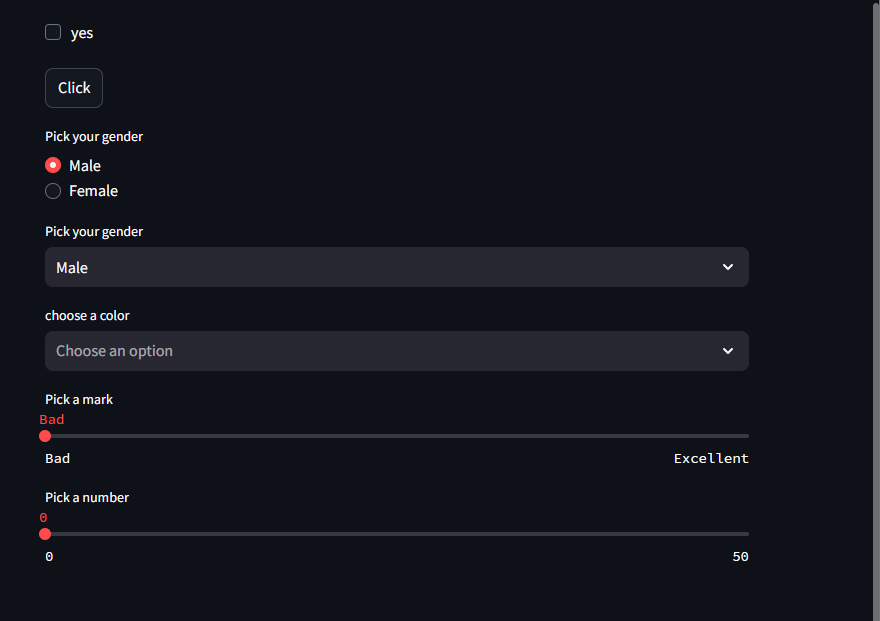 yes
Click
Pick your gender
Male
Female
Pick your gender
Male
choose a color
Choose an option
Pick a mark
Bad
Bad Excellent
Pick a number
0
0 50